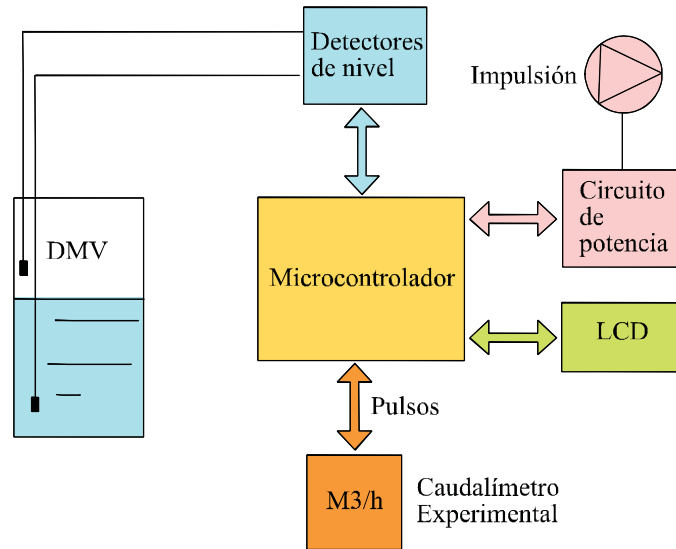 Detectores
de nivel
Impulsión
Circuito
de
potencia
DMV
Microcontrolador
LCD
Pulsos
M3/h
Caudalímetro
Experimental